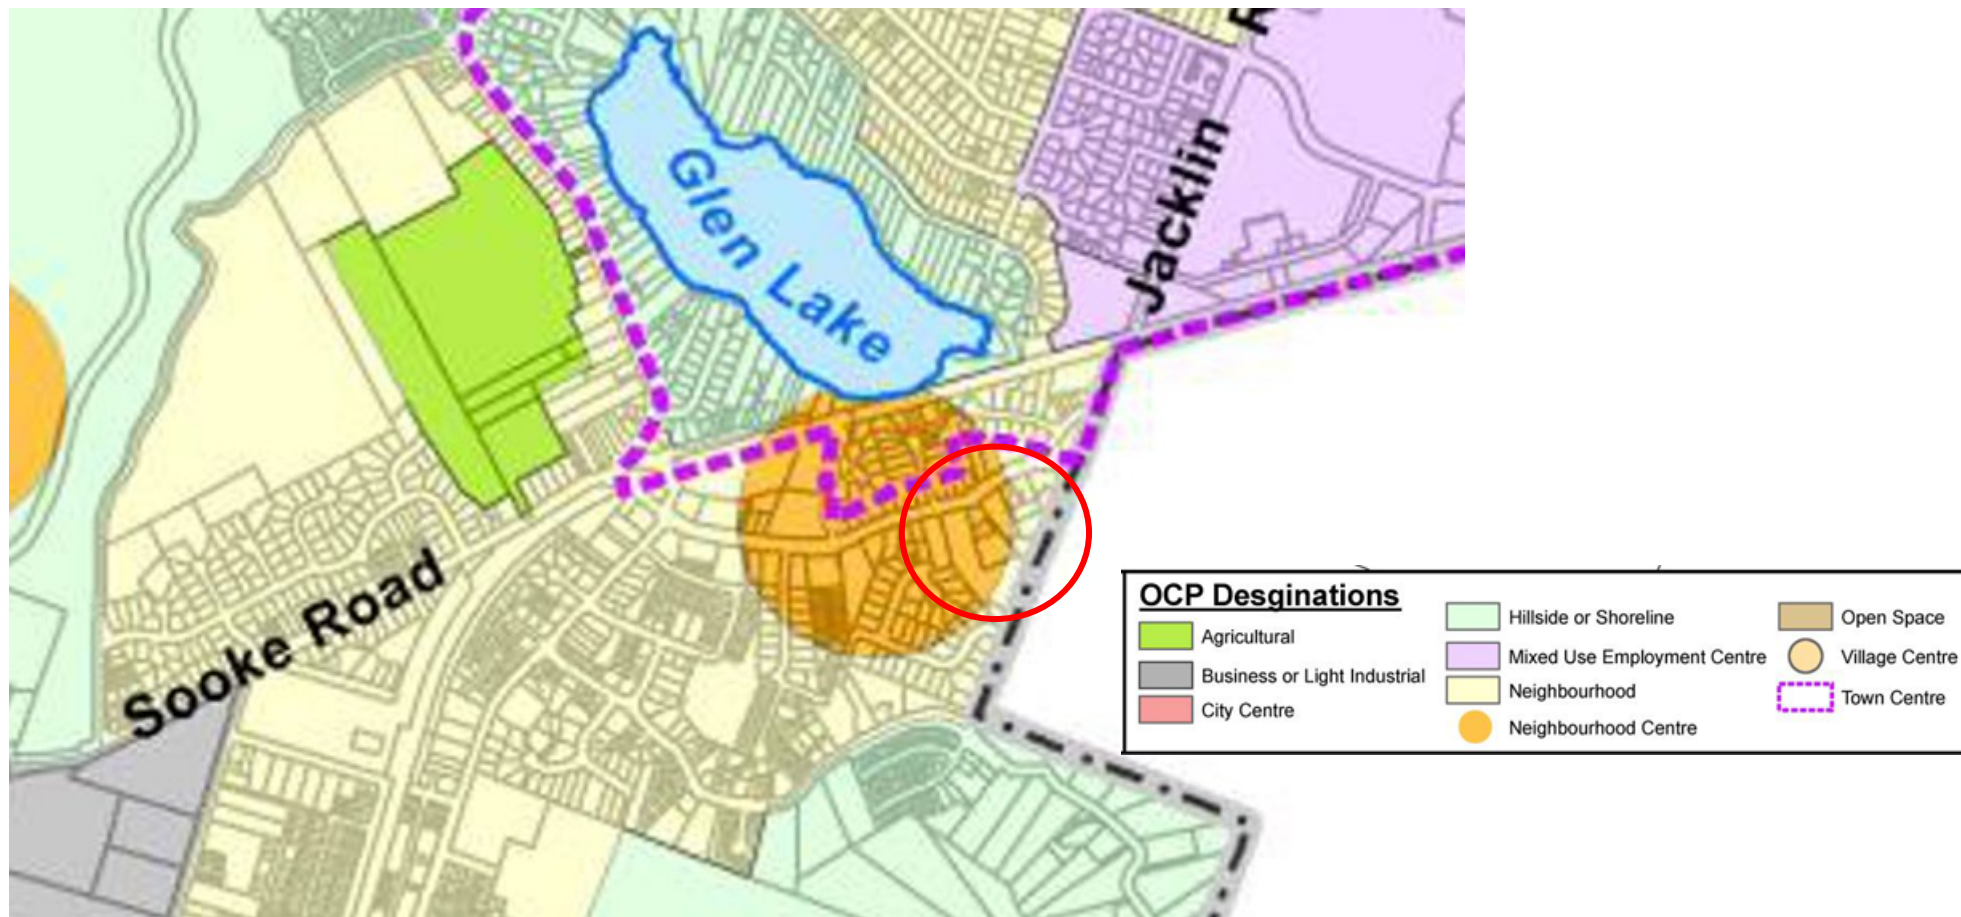 R
Jacklin
Glen Lake
Sooke Road
OCP Desginations
Agricultural
Business or Light Industrial
City Centre
Hillside or Shoreline
Mixed Use Employment Centre
Neighbourhood
Neighbourhood Centre
Open Space
Village Centre
Town Centre